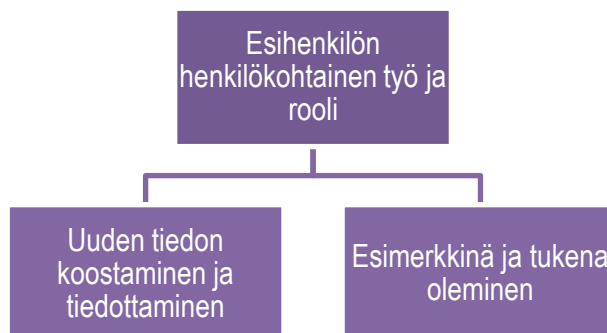 Esihenkilön
henkilökohtainen työ ja
rooli
Uuden tiedon
koostaminen ja
tiedottaminen
Esimerkkinä ja tukena
oleminen